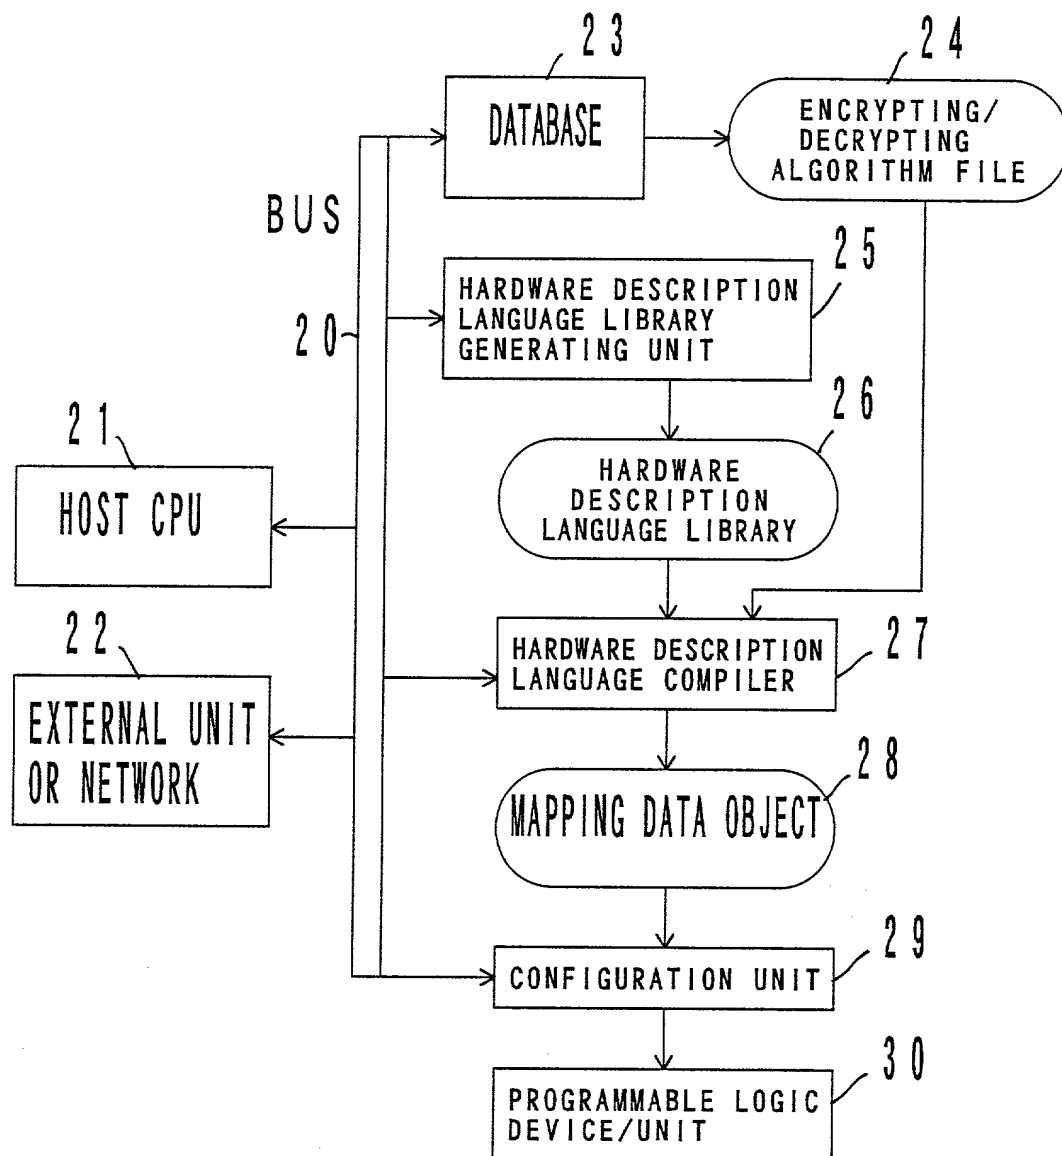 23
DATABASE
24
ENCRYPTING/
DECRYPTING
ALGORITHM FILE
BUS
20
25
HARDWARE DESCRIPTION
LANGUAGE LIBRARY
GENERATING UNIT
26
HARDWARE
DESCRIPTION
LANGUAGE LIBRARY
21
HOST CPU
22
EXTERNAL UNIT
OR NETWORK
27
HARDWARE DESCRIPTION
LANGUAGE COMPILER
28
MAPPING DATA OBJECT
29
CONFIGURATION UNIT
30
PROGRAMMABLE LOGIC
DEVICE/UNIT